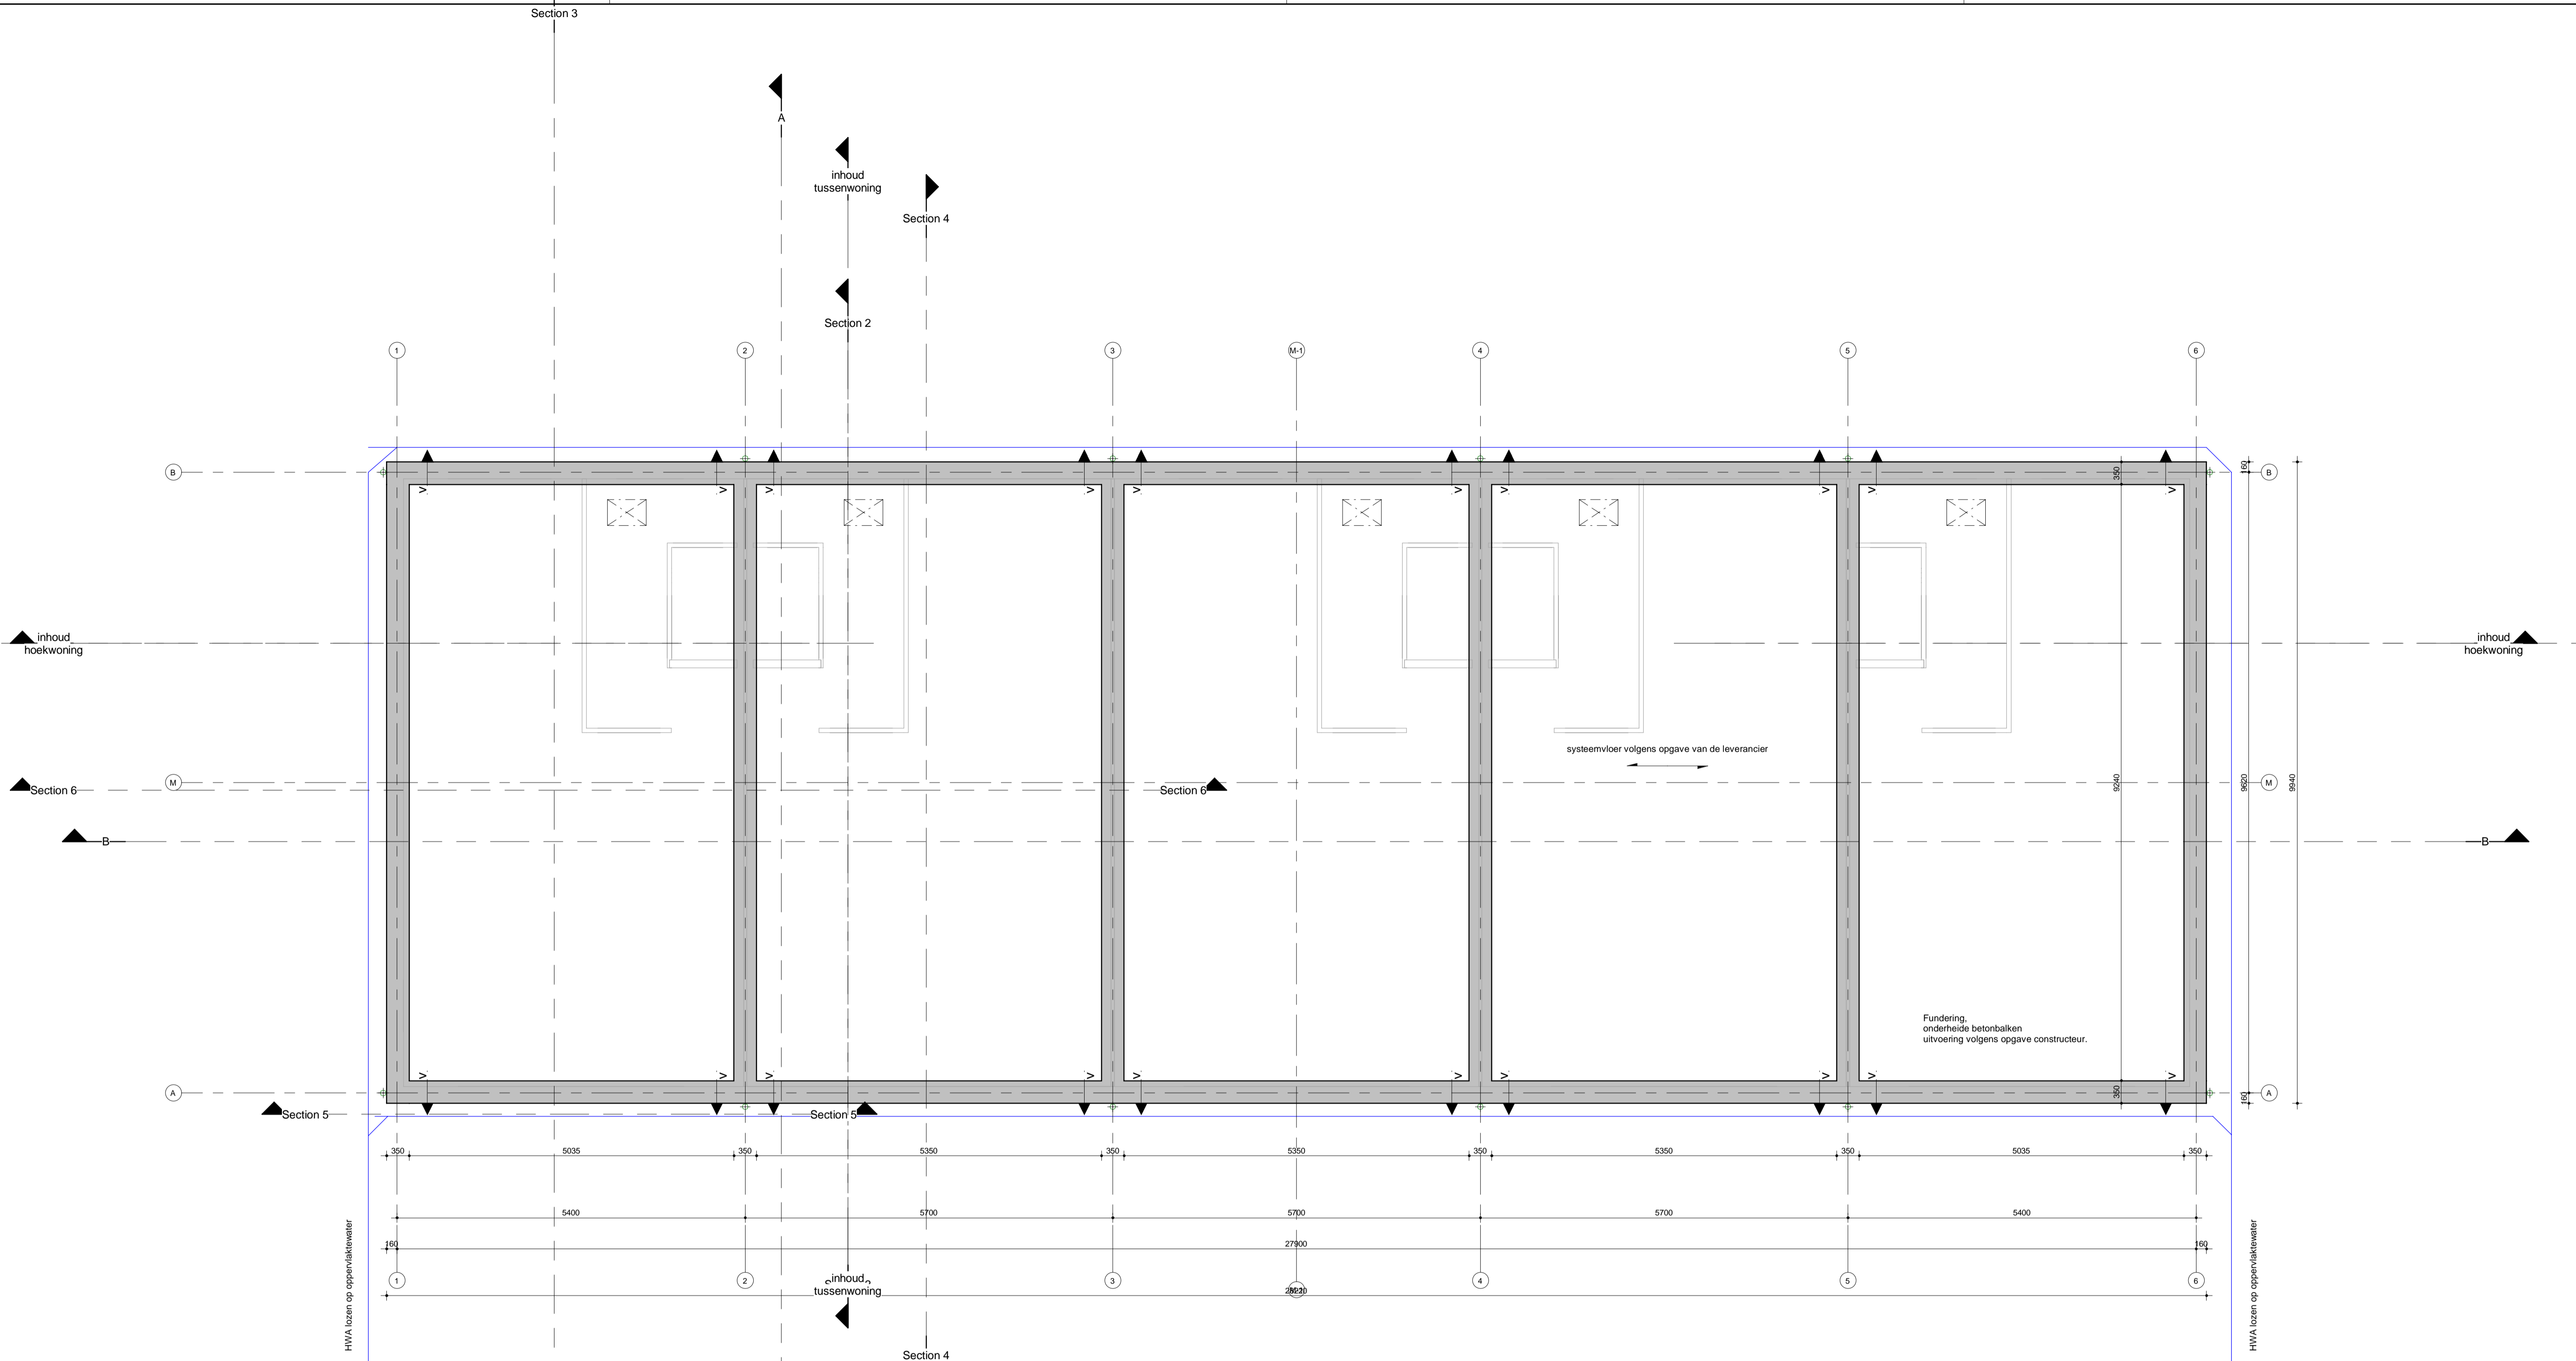 Section 3
A
inhoud
tussenwoning
Section 4
Section 2
1
2
3
M-1
4
5
6
B
B
160
350
V
V
V
V
V
V
V
V
V
V
inhoud
hoekwoning
inhoud
hoekwoning
systeemvloer volgens opgave van de leverancier
Section 6
M
Section 6
9240
9620
9940
M
B
B
Fundering,
onderheide betonbalken
uitvoering volgens opgave constructeur.
V
V
V
V
V
V
V
V
V
V
A
350
160
A
Section 5
Section 5
350
5035
350
5350
350
5350
350
5350
350
5035
350
5400
5700
5700
5700
5400
160
27900
160
HWA lozen op oppervlaktewater
HWA lozen op oppervlaktewater
1
2
inhoud
tussenwoning
3
4
5
6
Section 4